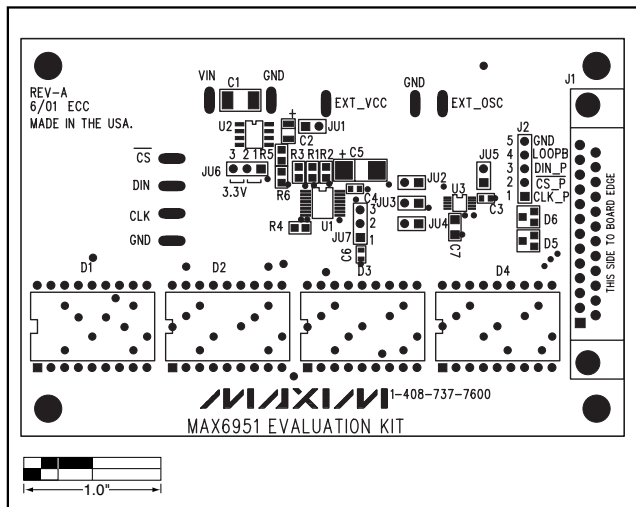 REV-A
6/01 ECC
MADE IN THE USA.
VIN
C1
GND
GND
J1
EXT_VCC
EXT_OSC
U2
+
C2
JU1
J2
5 GND
4 LOOPB
3 DIN_P
2 CS_P
1 CLK_P
CS
DIN
CLK
GND
JU6
3 2 1
3.3V
R5
R3
R1
R2
+
C5
R6
C4
U1
R4
JU7
3
2
1
C6
JU2
JU3
JU4
JU5
U3
C3
C7
D6
D5
THIS SIDE TO BOARD EDGE
D1
D2
D3
D4
MAXIM
1-408-737-7600
MAX6951 EVALUATION KIT
1.0"